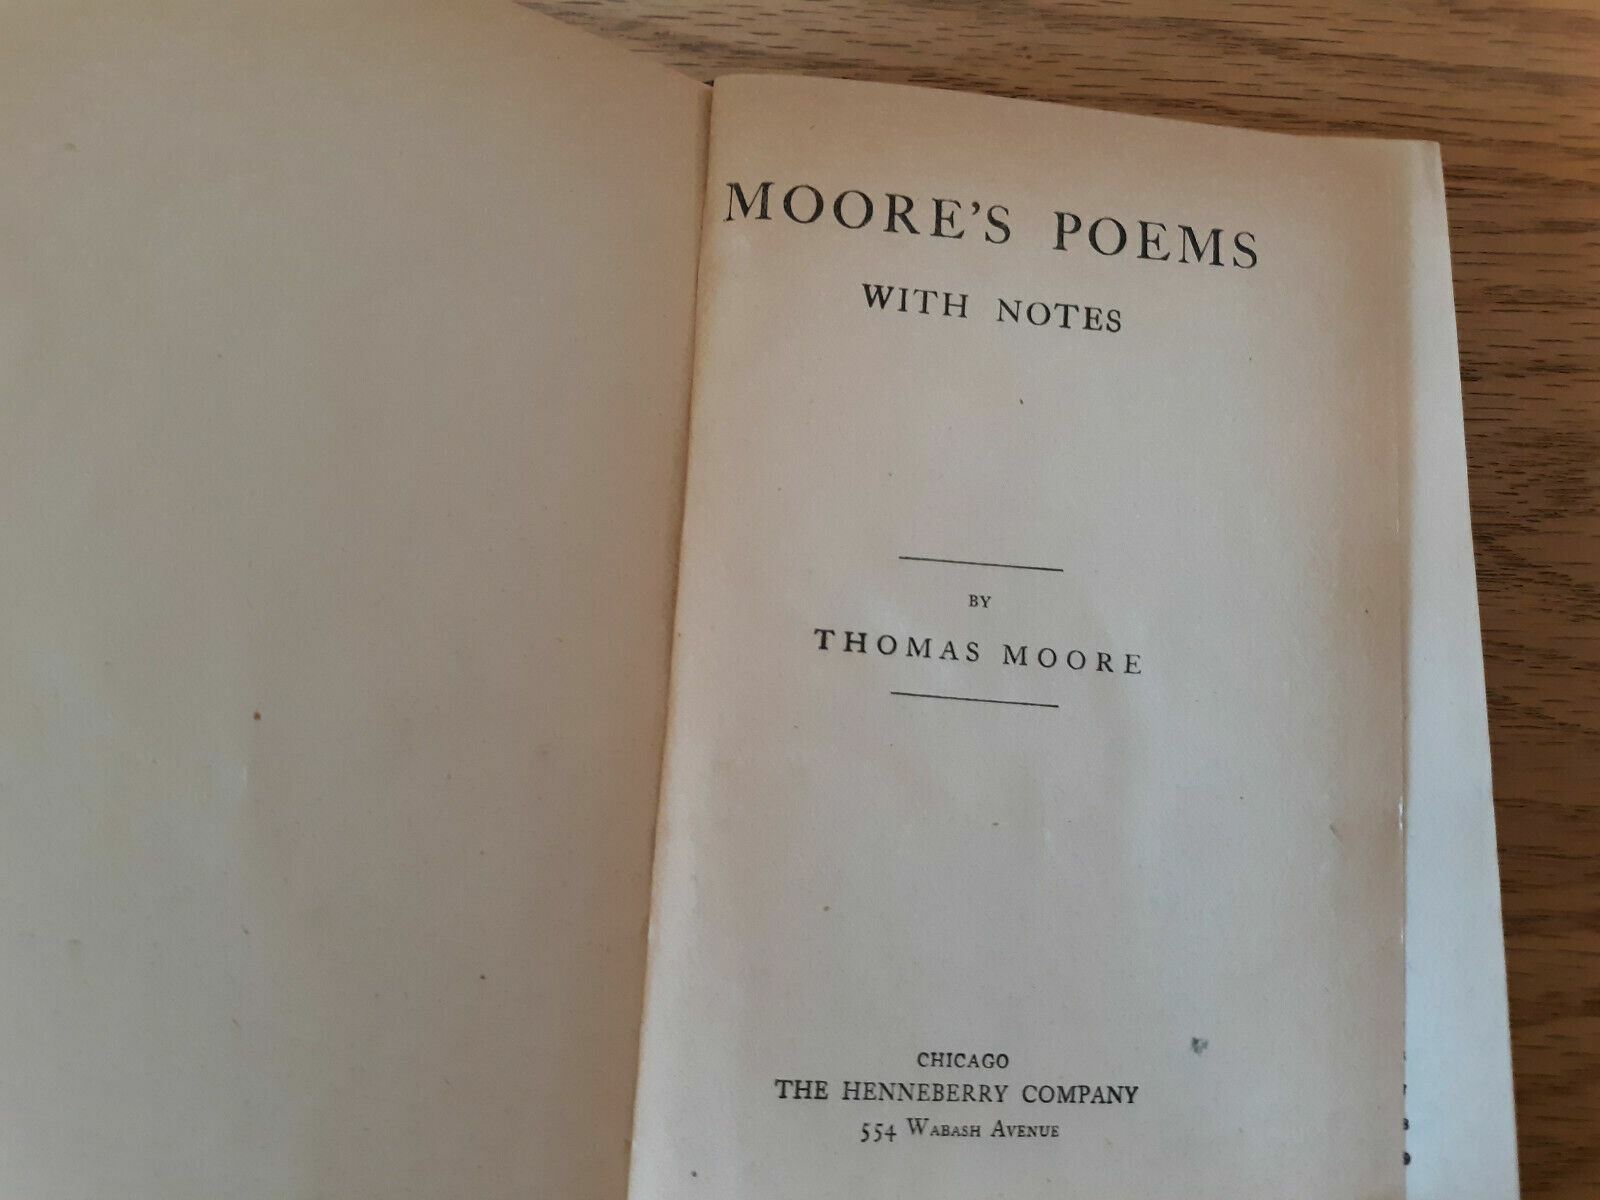 MOORE'S POEMS
WITH NOTES
BY
THOMAS MOORE
CHICAGO
THE HENNEBERRY COMPANY
554 WABASH AVENUE